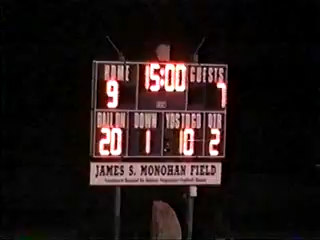 HOME 15:00 GUESTS
9 7
BALL ON DOWN YDS TO GO QTR
20 1 10 2
JAMES S. MONOHAN FIELD